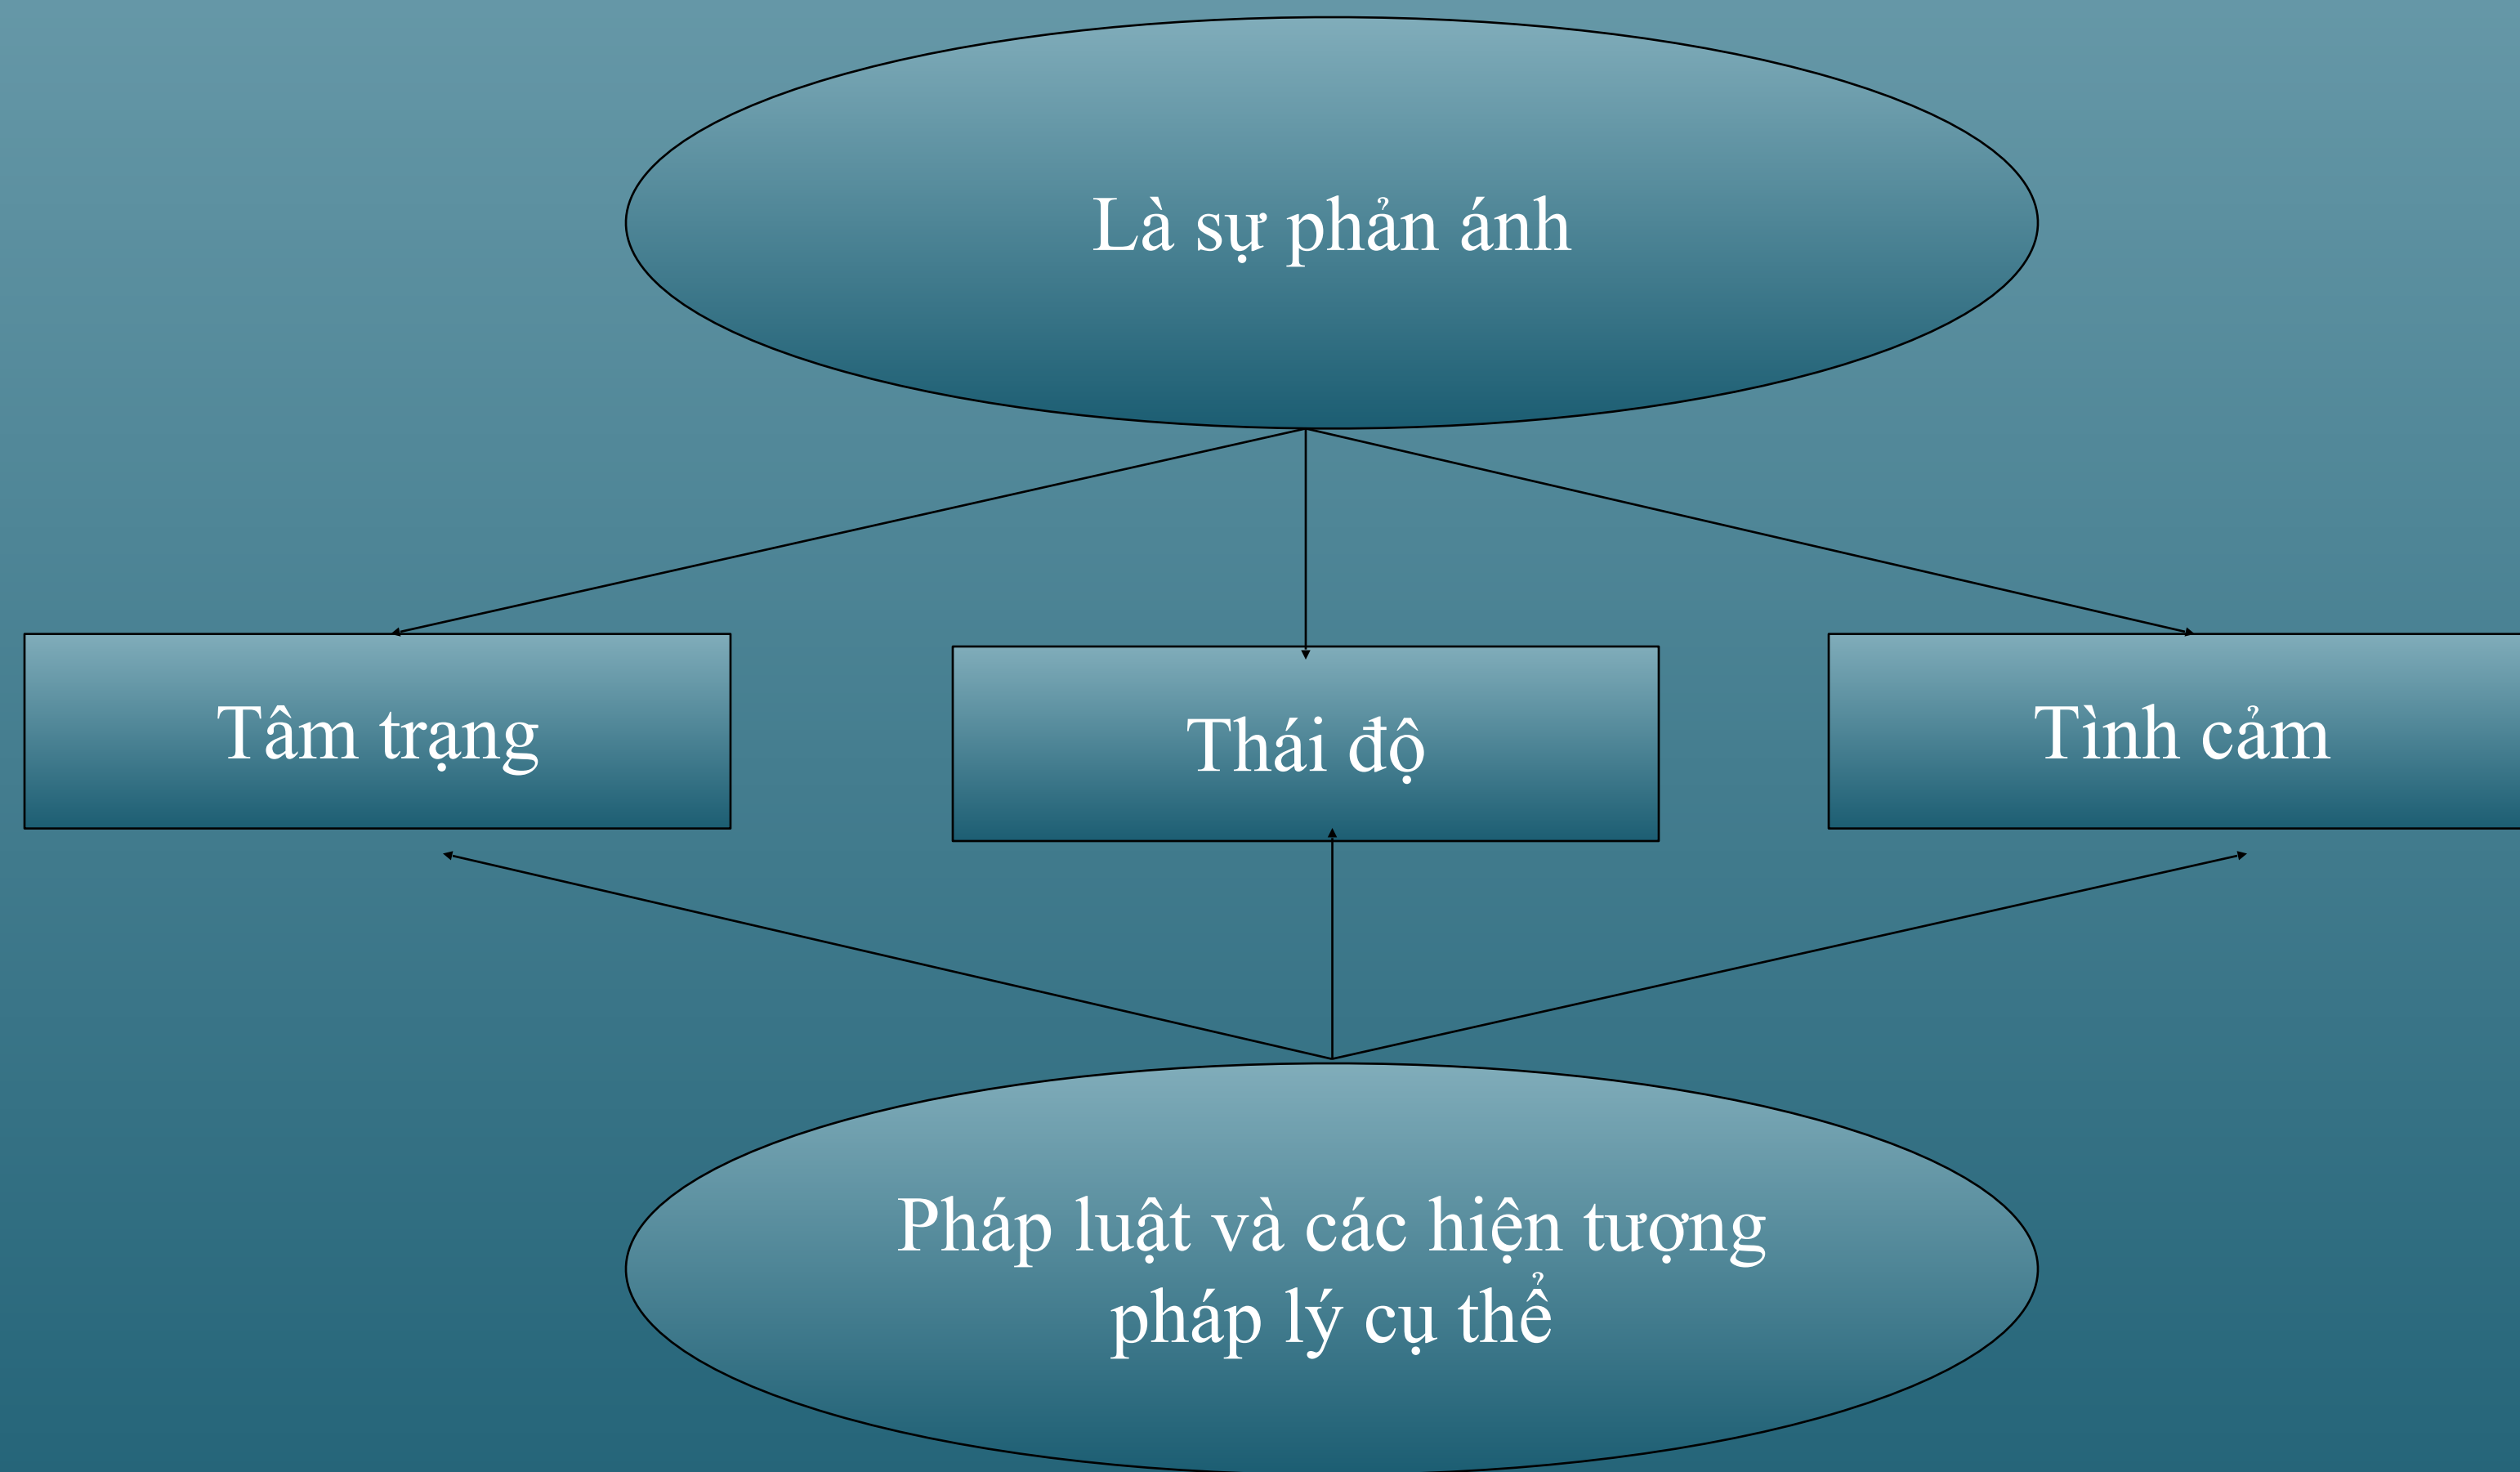 Là sự phản ánh
Tâm trạng
Thái độ
Tình cảm
Pháp luật và các hiện tượng
pháp lý cụ thể